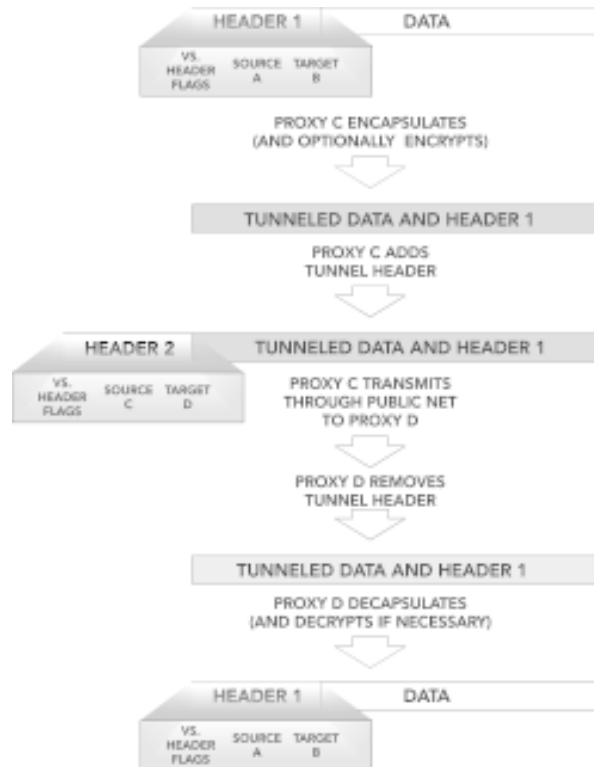 HEADER 1 DATA
VS. HEADER FLAGS SOURCE A TARGET B
PROXY C ENCAPSULATES
(AND OPTIONALLY ENCRYPTS)
TUNNELED DATA AND HEADER 1
PROXY C ADDS
TUNNEL HEADER
HEADER 2 TUNNELED DATA AND HEADER 1
VS. HEADER FLAGS SOURCE C TARGET D
PROXY C TRANSMITS
THROUGH PUBLIC NET
TO PROXY D
PROXY D REMOVES
TUNNEL HEADER
TUNNELED DATA AND HEADER 1
PROXY D DECAPSULATES
(AND DECRYPTS IF NECESSARY)
HEADER 1 DATA
VS. HEADER FLAGS SOURCE A TARGET B